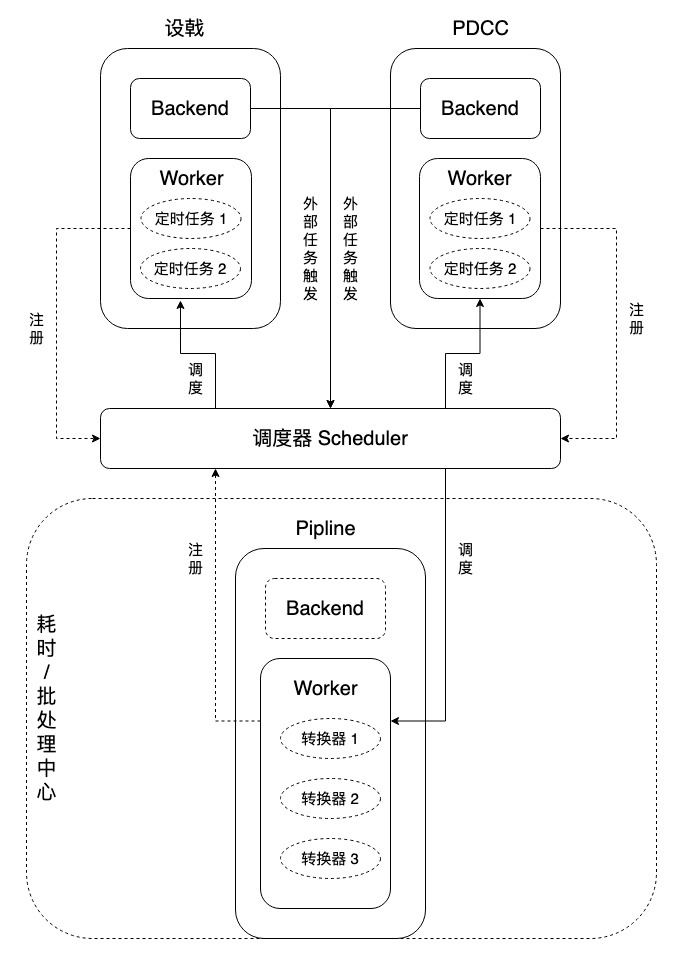 设戟
PDCC
Backend
Backend
Worker
定时任务 1
定时任务 2
Worker
定时任务 1
定时任务 2
外部任务触发
外部任务触发
注册
注册
调度
调度
调度器 Scheduler
Pipline
注册
调度
Backend
耗时/批处理中心
Worker
转换器 1
转换器 2
转换器 3